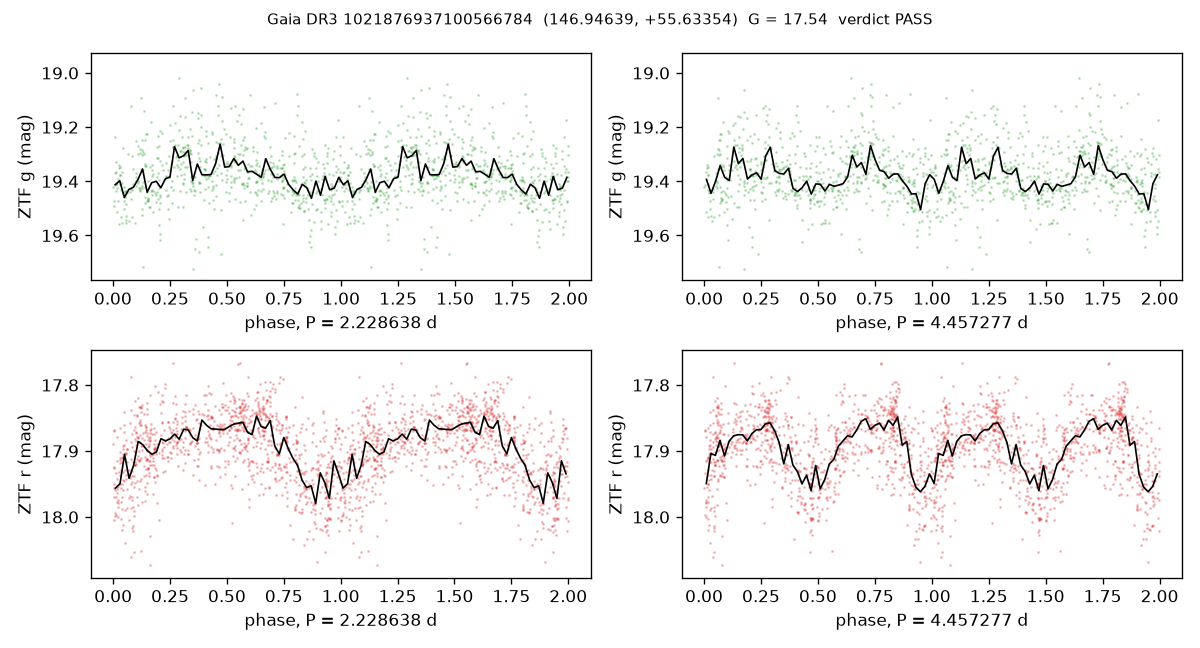 Gaia DR3 1021876937100566784 (146.94639, +55.63354) G = 17.54 verdict PASS
ZTF g (mag)
19.0
19.2
19.4
19.6
0.00 0.25 0.50 0.75 1.00 1.25 1.50 1.75 2.00
phase, P = 2.228638 d
ZTF g (mag)
19.0
19.2
19.4
19.6
0.00 0.25 0.50 0.75 1.00 1.25 1.50 1.75 2.00
phase, P = 4.457277 d
ZTF r (mag)
17.8
17.9
18.0
0.00 0.25 0.50 0.75 1.00 1.25 1.50 1.75 2.00
phase, P = 2.228638 d
ZTF r (mag)
17.8
17.9
18.0
0.00 0.25 0.50 0.75 1.00 1.25 1.50 1.75 2.00
phase, P = 4.457277 d